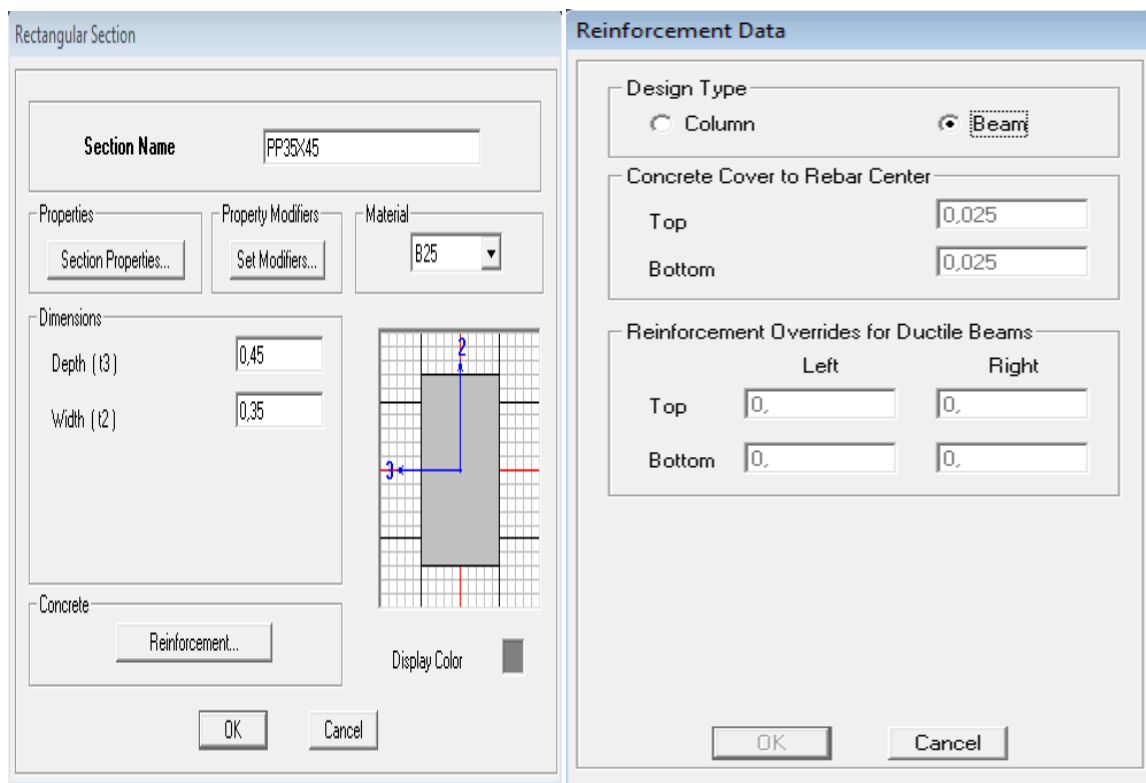 Rectangular Section
Section Name PP35X45
Properties Property Modifiers Material
Section Properties... Set Modifiers... B25
Dimensions
Depth ( t3 ) 0,45
Width ( t2 ) 0,35
2
3
Concrete
Reinforcement...
Display Color
OK Cancel
Reinforcement Data
Design Type
Column Beam
Concrete Cover to Rebar Center
Top 0,025
Bottom 0,025
Reinforcement Overrides for Ductile Beams
Left Right
Top 0, 0,
Bottom 0, 0,
OK Cancel